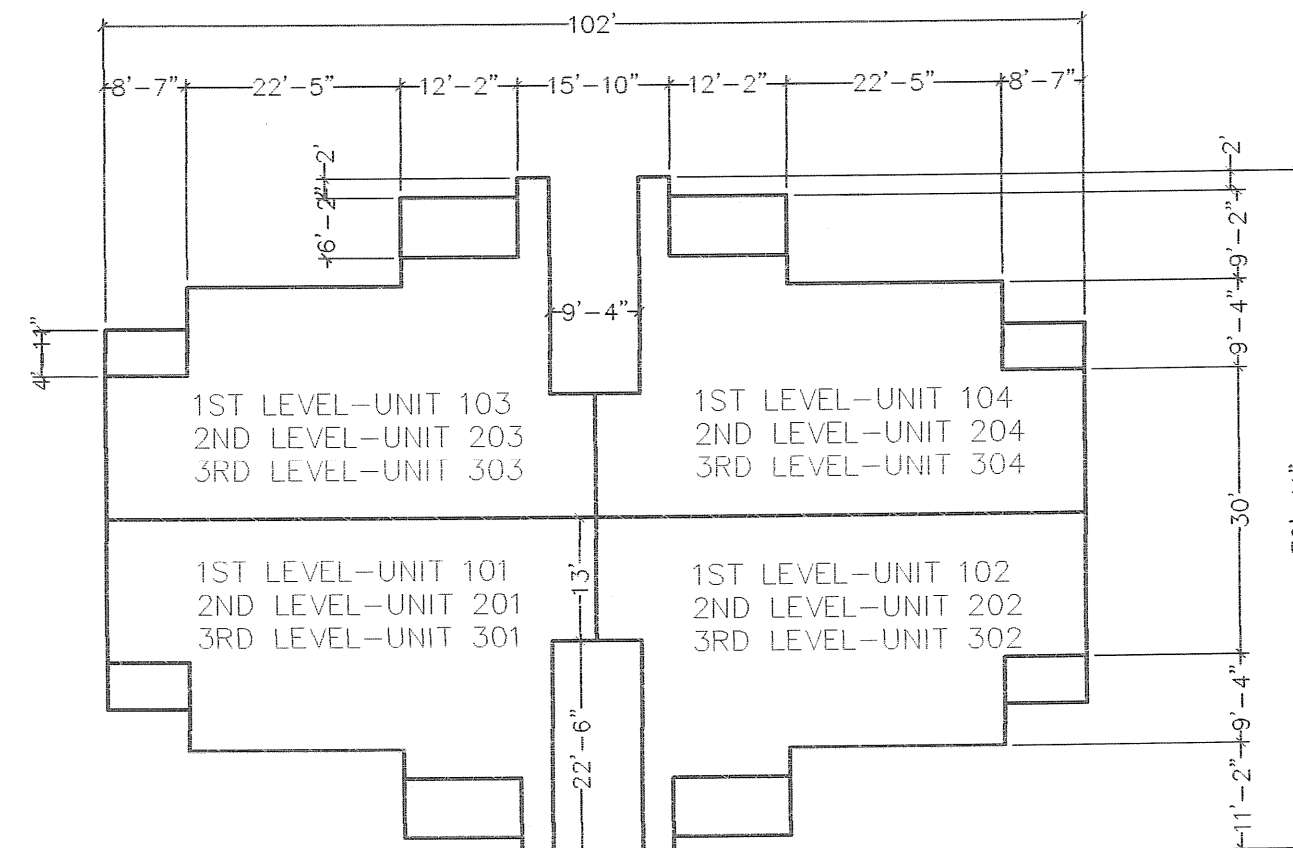 102'
8'-7" 22'-5" 12'-2" 15'-10" 12'-2" 22'-5" 8'-7"
2'
6'-2"
2'
9'-2"
9'-4"
9'-4"
4'-11"
1ST LEVEL-UNIT 103
2ND LEVEL-UNIT 203
3RD LEVEL-UNIT 303
1ST LEVEL-UNIT 104
2ND LEVEL-UNIT 204
3RD LEVEL-UNIT 304
30'
13'
1ST LEVEL-UNIT 101
2ND LEVEL-UNIT 201
3RD LEVEL-UNIT 301
1ST LEVEL-UNIT 102
2ND LEVEL-UNIT 202
3RD LEVEL-UNIT 302
22'-6"
9'-4"
11'-2"